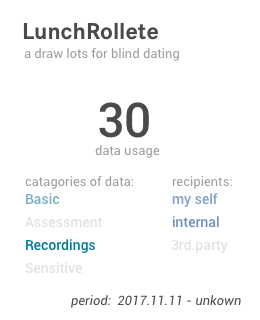 LunchRollete
a draw lots for blind dating
30
data usage
catagories of data:
Basic
Assessment
Recordings
Sensitive
recipients:
my self
internal
3rd.party
period: 2017.11.11 - unkown